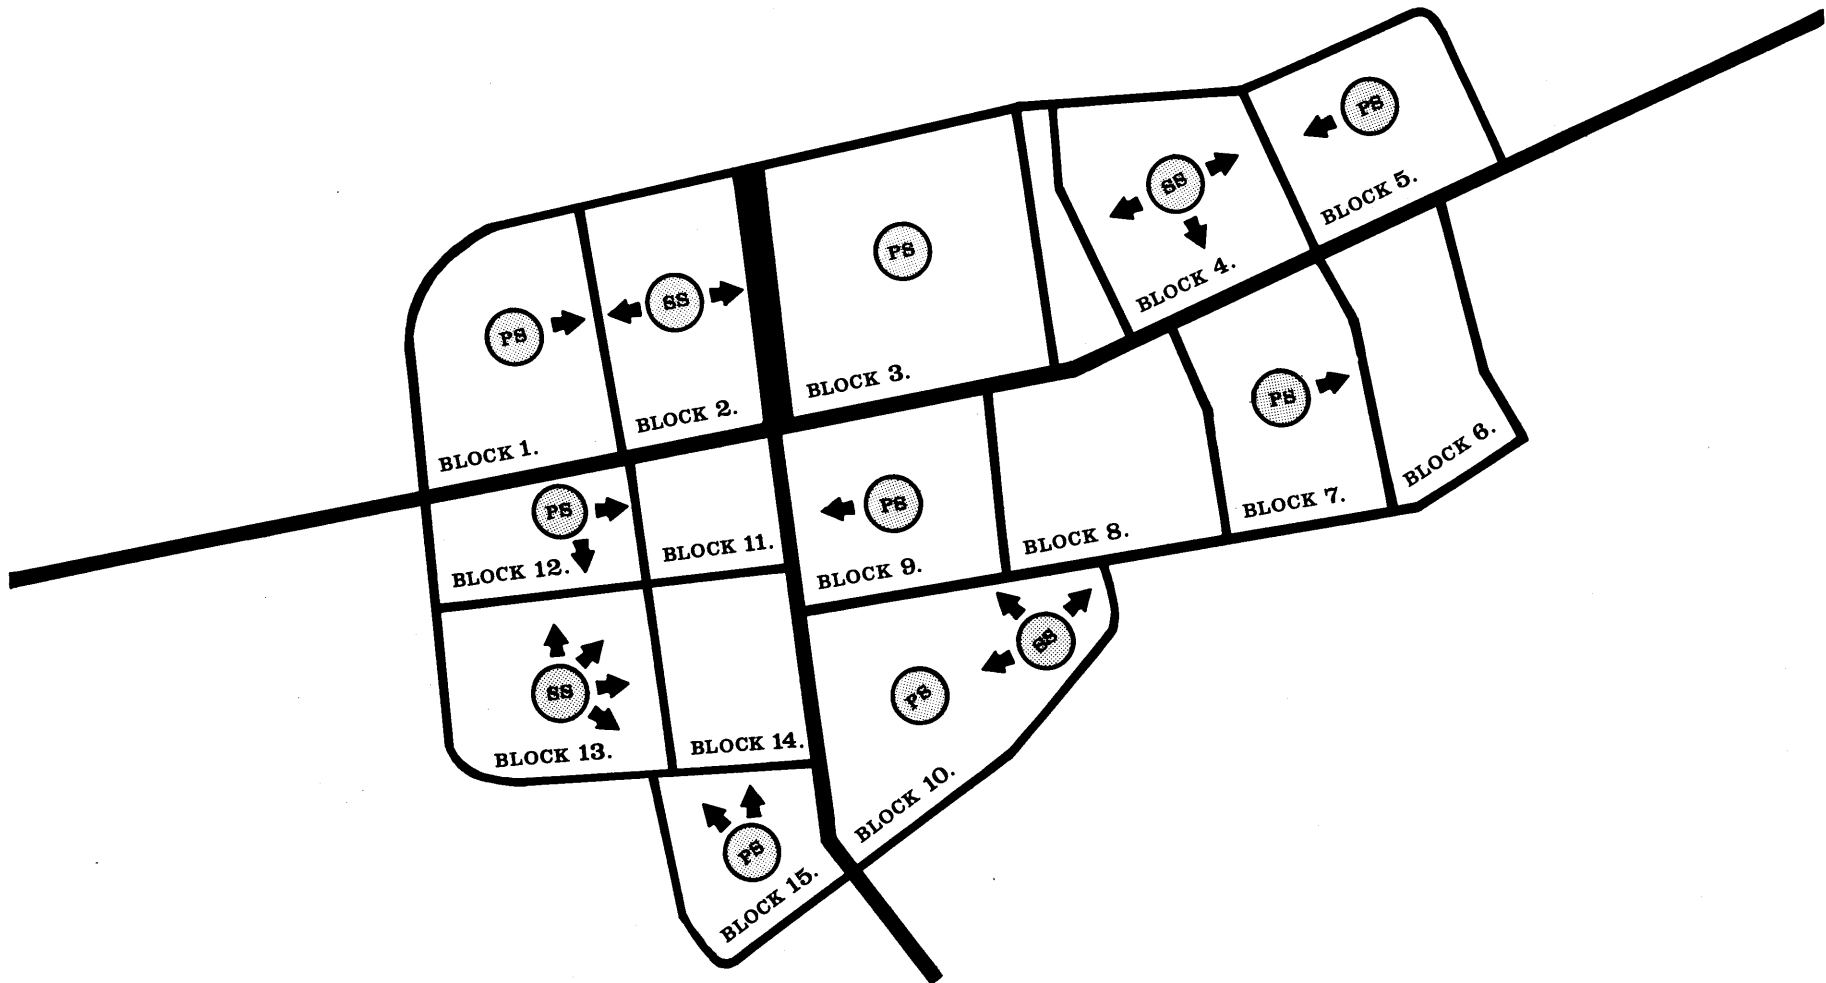 PS
BLOCK 5.
SS
BLOCK 4.
PS
BLOCK 3.
SS
BLOCK 2.
PS
BLOCK 1.
PS
BLOCK 12.
BLOCK 11.
PS
BLOCK 9.
BLOCK 8.
PS
BLOCK 7.
BLOCK 6.
SS
BLOCK 13.
BLOCK 14.
PS
SS
BLOCK 10.
PS
BLOCK 15.